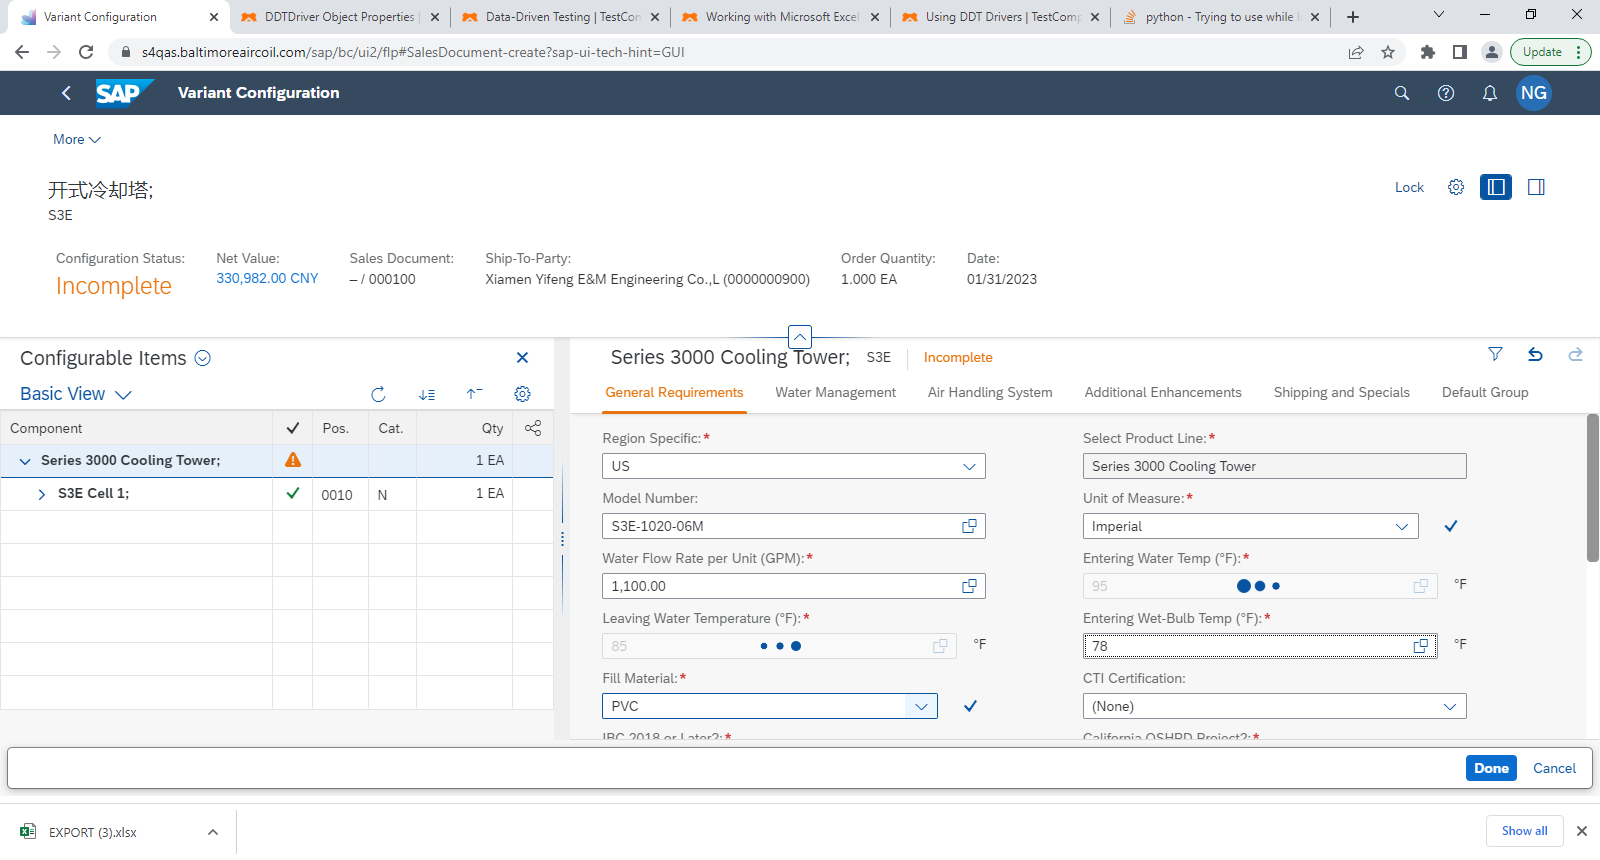 Variant Configuration
DDTDriver Object Properties
Data-Driven Testing | TestCom
Working with Microsoft Excel
Using DDT Drivers | TestComp
python - Trying to use while l
s4qas.baltimoreaircoil.com/sap/bc/ui2/flp#SalesDocument-create?sap-ui-tech-hint=GUI
Update
SAP
Variant Configuration
NG
More
开式冷却塔;
S3E
Lock
Configuration Status:
Incomplete
Net Value:
330,982.00 CNY
Sales Document:
– / 000100
Ship-To-Party:
Xiamen Yifeng E&M Engineering Co.,L (0000000900)
Order Quantity:
1.000 EA
Date:
01/31/2023
Configurable Items
Basic View
Component Pos. Cat. Qty
Series 3000 Cooling Tower; 1 EA
S3E Cell 1; 0010 N 1 EA
Series 3000 Cooling Tower; S3E Incomplete
General Requirements Water Management Air Handling System Additional Enhancements Shipping and Specials Default Group
Region Specific:*
US
Select Product Line:*
Series 3000 Cooling Tower
Model Number:
S3E-1020-06M
Unit of Measure:*
Imperial
Water Flow Rate per Unit (GPM):*
1,100.00
Entering Water Temp (°F):*
95 °F
Leaving Water Temperature (°F):*
85 °F
Entering Wet-Bulb Temp (°F):*
78 °F
Fill Material:*
PVC
CTI Certification:
(None)
IBC 2018 or Later?:*
California OSHPD Project?:*
Done Cancel
EXPORT (3).xlsx
Show all